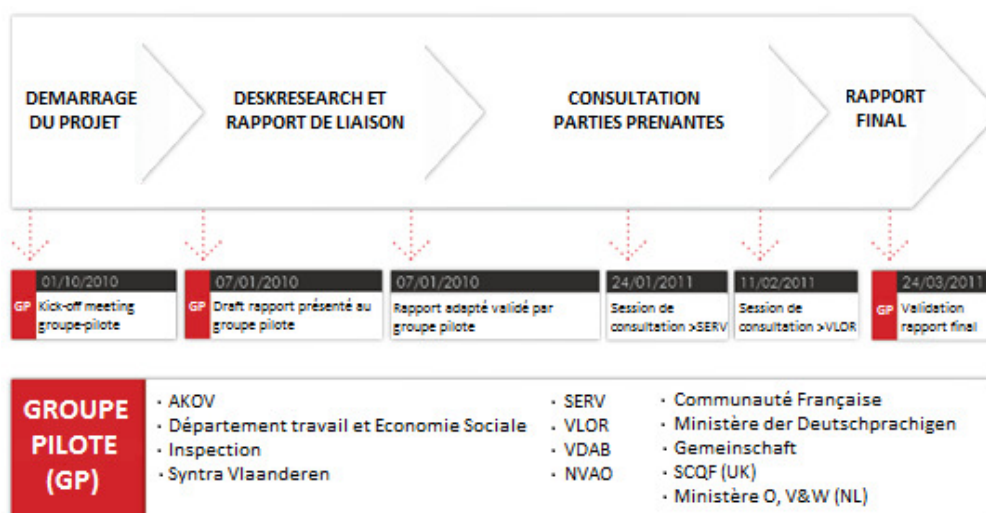 DEMARRAGE
DU PROJET
DESKRESEARCH ET
RAPPORT DE LIAISON
CONSULTATION
PARTIES PRENANTES
RAPPORT
FINAL
GP
01/10/2010
Kick-off meeting
groupe-pilote
GP
07/01/2010
Draft rapport présenté au
groupe pilote
07/01/2010
Rapport adapté validé par
groupe pilote
24/01/2011
Session de
consultation >SERV
11/02/2011
Session de
consultation >VLOR
GP
24/03/2011
Validation
rapport final
GROUPE
PILOTE
(GP)
· AKOV
· Département travail et Economie Sociale
· Inspection
· Syntra Vlaanderen
· SERV
· VLOR
· VDAB
· NVAO
· Communauté Française
· Ministère der Deutschprachigen
· Gemeinschaft
· SCQF (UK)
· Ministère O, V&W (NL)